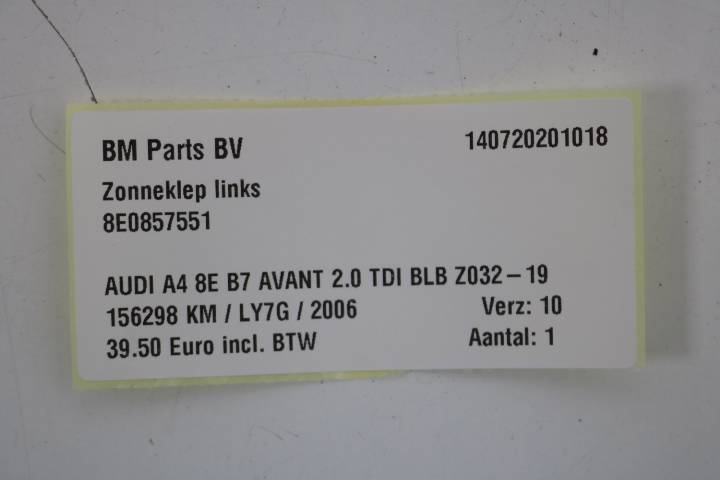 BM Parts BV 140720201018
Zonneklep links
8E0857551
AUDI A4 8E B7 AVANT 2.0 TDI BLB Z032-19
156298 KM / LY7G / 2006 Verz: 10
39.50 Euro incl. BTW Aantal: 1